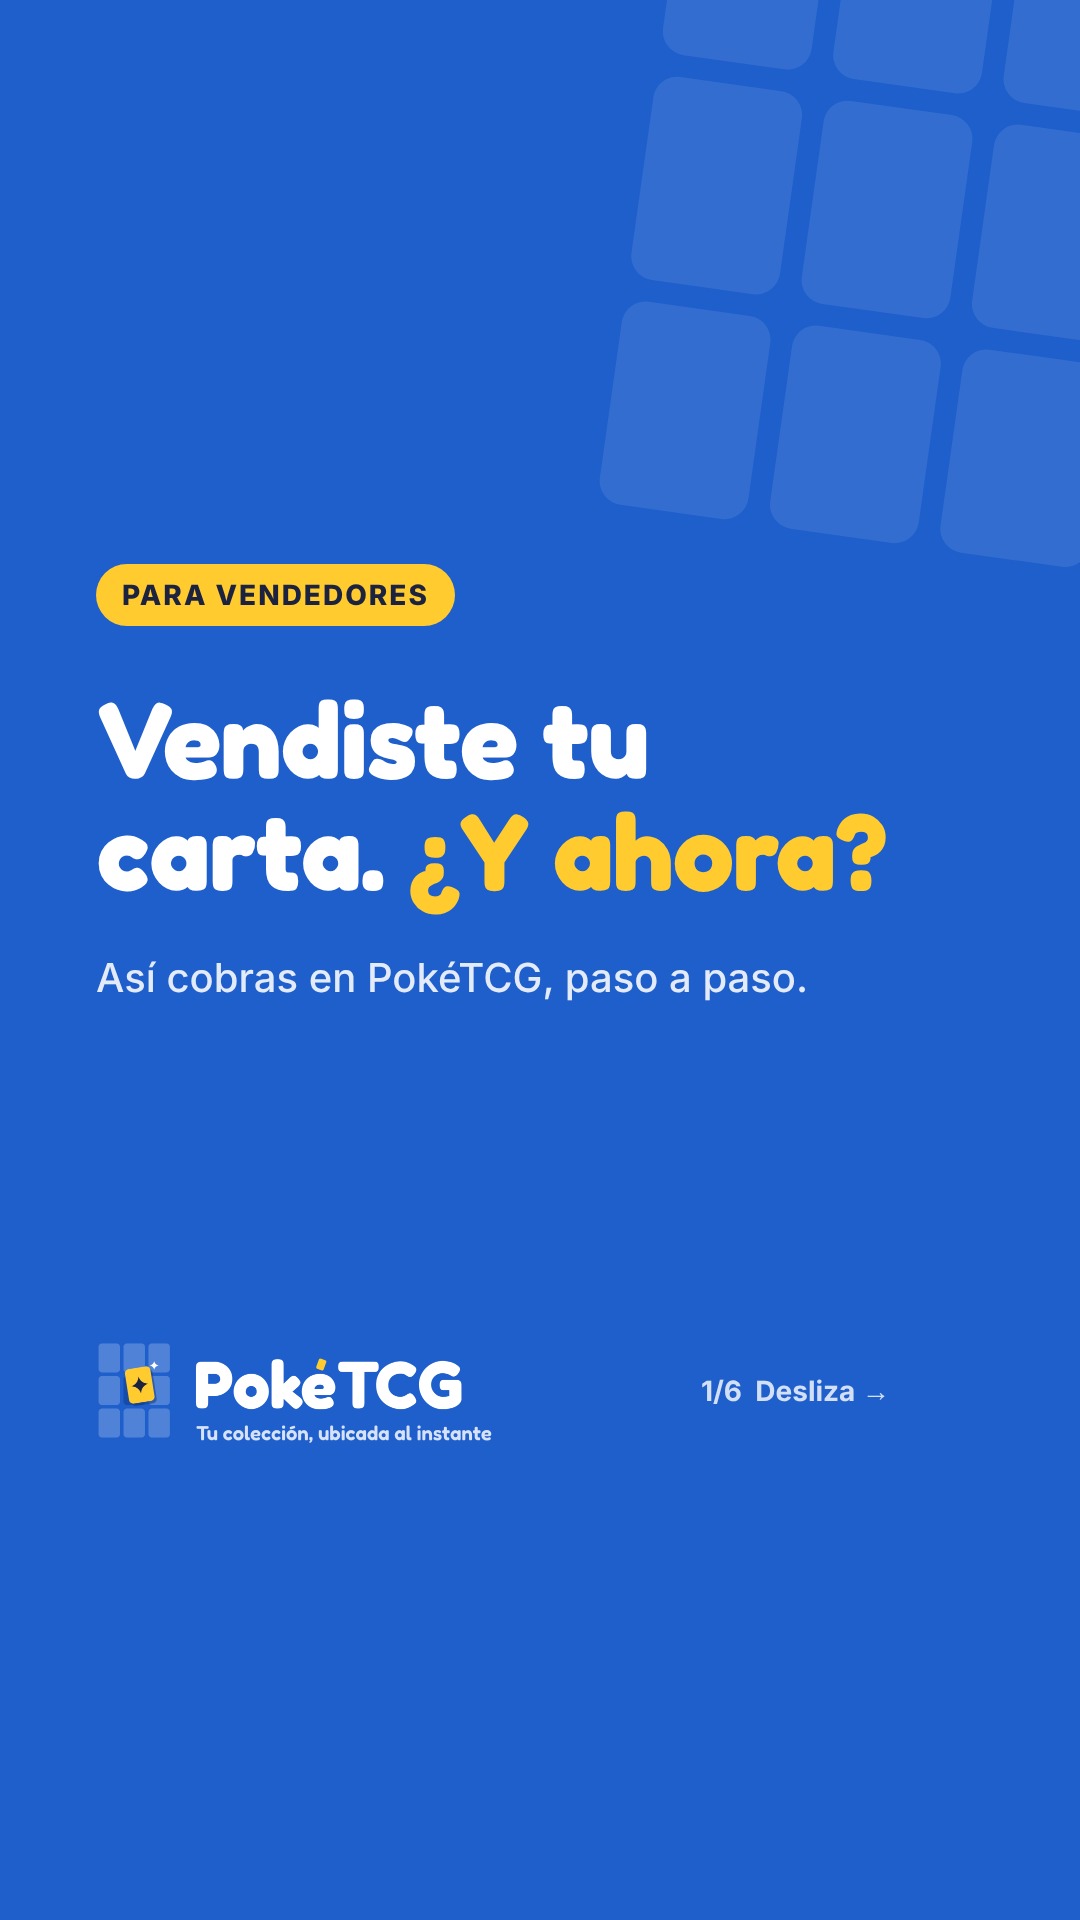 PARA VENDEDORES
Vendiste tu
carta. ¿Y ahora?
Así cobras en PokéTCG, paso a paso.
PokéTCG
Tu colección, ubicada al instante
1/6 Desliza →